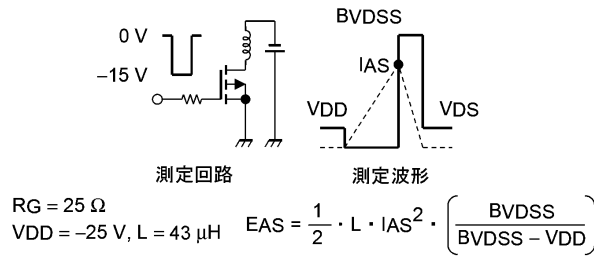 0 V
−15 V
測定回路
BVDSS
IAS
VDD
VDS
測定波形
RG = 25 Ω
VDD = −25 V, L = 43 μH
EAS = 1/2 · L · IAS² · (BVDSS / (BVDSS − VDD))